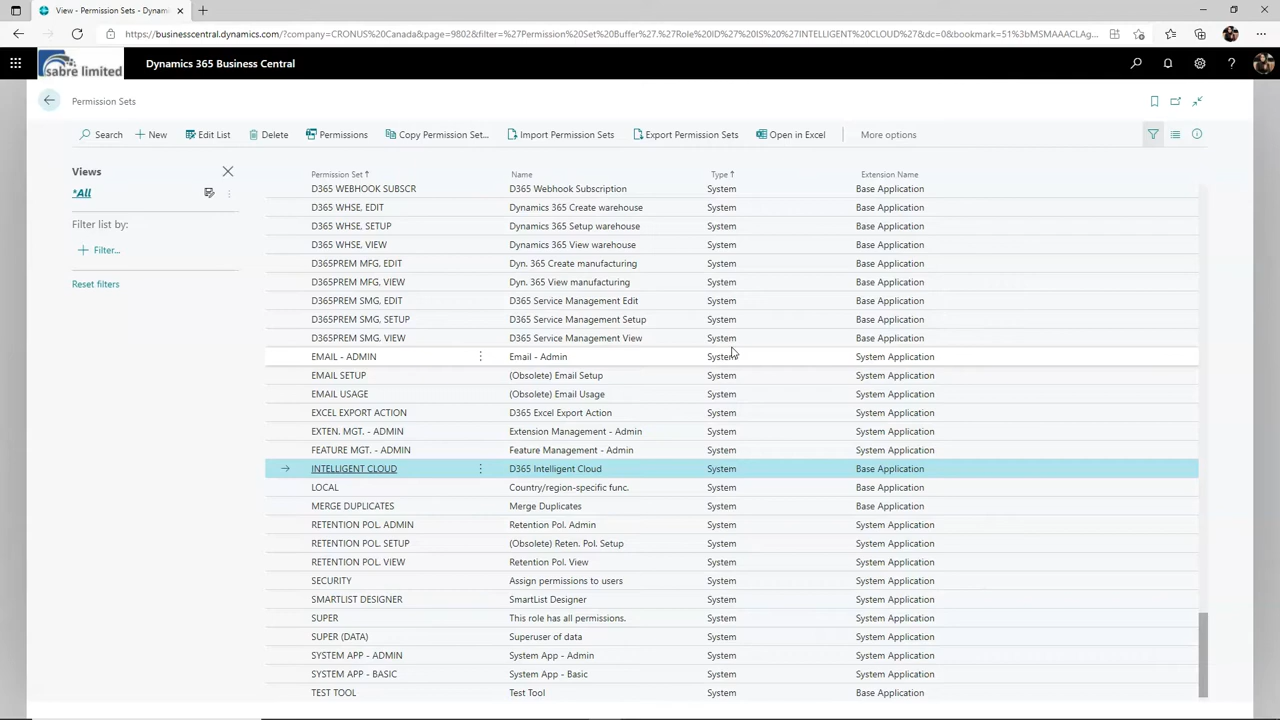 View - Permission Sets - Dynam
https://businesscentral.dynamics.com/?company=CRONUS%20Canada&page=9802&filter=%27Permission%20Set%20Buffer%27.%27Role%20ID%27%20IS%20%27INTELLIGENT%20CLOUD%27&dc=0&bookmark=51%3bMSMAAACLAg...
sabre limited
Dynamics 365 Business Central
Permission Sets
Search New Edit List Delete Permissions Copy Permission Set... Import Permission Sets Export Permission Sets Open in Excel More options
Views
*All
Filter list by:
Filter...
Reset filters
Permission Set↑ Name Type↑ Extension Name
D365 WEBHOOK SUBSCR D365 Webhook Subscription System Base Application
D365 WHSE, EDIT Dynamics 365 Create warehouse System Base Application
D365 WHSE, SETUP Dynamics 365 Setup warehouse System Base Application
D365 WHSE, VIEW Dynamics 365 View warehouse System Base Application
D365PREM MFG, EDIT Dyn. 365 Create manufacturing System Base Application
D365PREM MFG, VIEW Dyn. 365 View manufacturing System Base Application
D365PREM SMG, EDIT D365 Service Management Edit System Base Application
D365PREM SMG, SETUP D365 Service Management Setup System Base Application
D365PREM SMG, VIEW D365 Service Management View System Base Application
EMAIL - ADMIN Email - Admin System System Application
EMAIL SETUP (Obsolete) Email Setup System System Application
EMAIL USAGE (Obsolete) Email Usage System System Application
EXCEL EXPORT ACTION D365 Excel Export Action System System Application
EXTEN. MGT. - ADMIN Extension Management - Admin System System Application
FEATURE MGT. - ADMIN Feature Management - Admin System System Application
INTELLIGENT CLOUD D365 Intelligent Cloud System Base Application
LOCAL Country/region-specific func. System Base Application
MERGE DUPLICATES Merge Duplicates System Base Application
RETENTION POL. ADMIN Retention Pol. Admin System System Application
RETENTION POL. SETUP (Obsolete) Reten. Pol. Setup System System Application
RETENTION POL. VIEW Retention Pol. View System System Application
SECURITY Assign permissions to users System System Application
SMARTLIST DESIGNER SmartList Designer System System Application
SUPER This role has all permissions. System System Application
SUPER (DATA) Superuser of data System System Application
SYSTEM APP - ADMIN System App - Admin System System Application
SYSTEM APP - BASIC System App - Basic System System Application
TEST TOOL Test Tool System Base Application